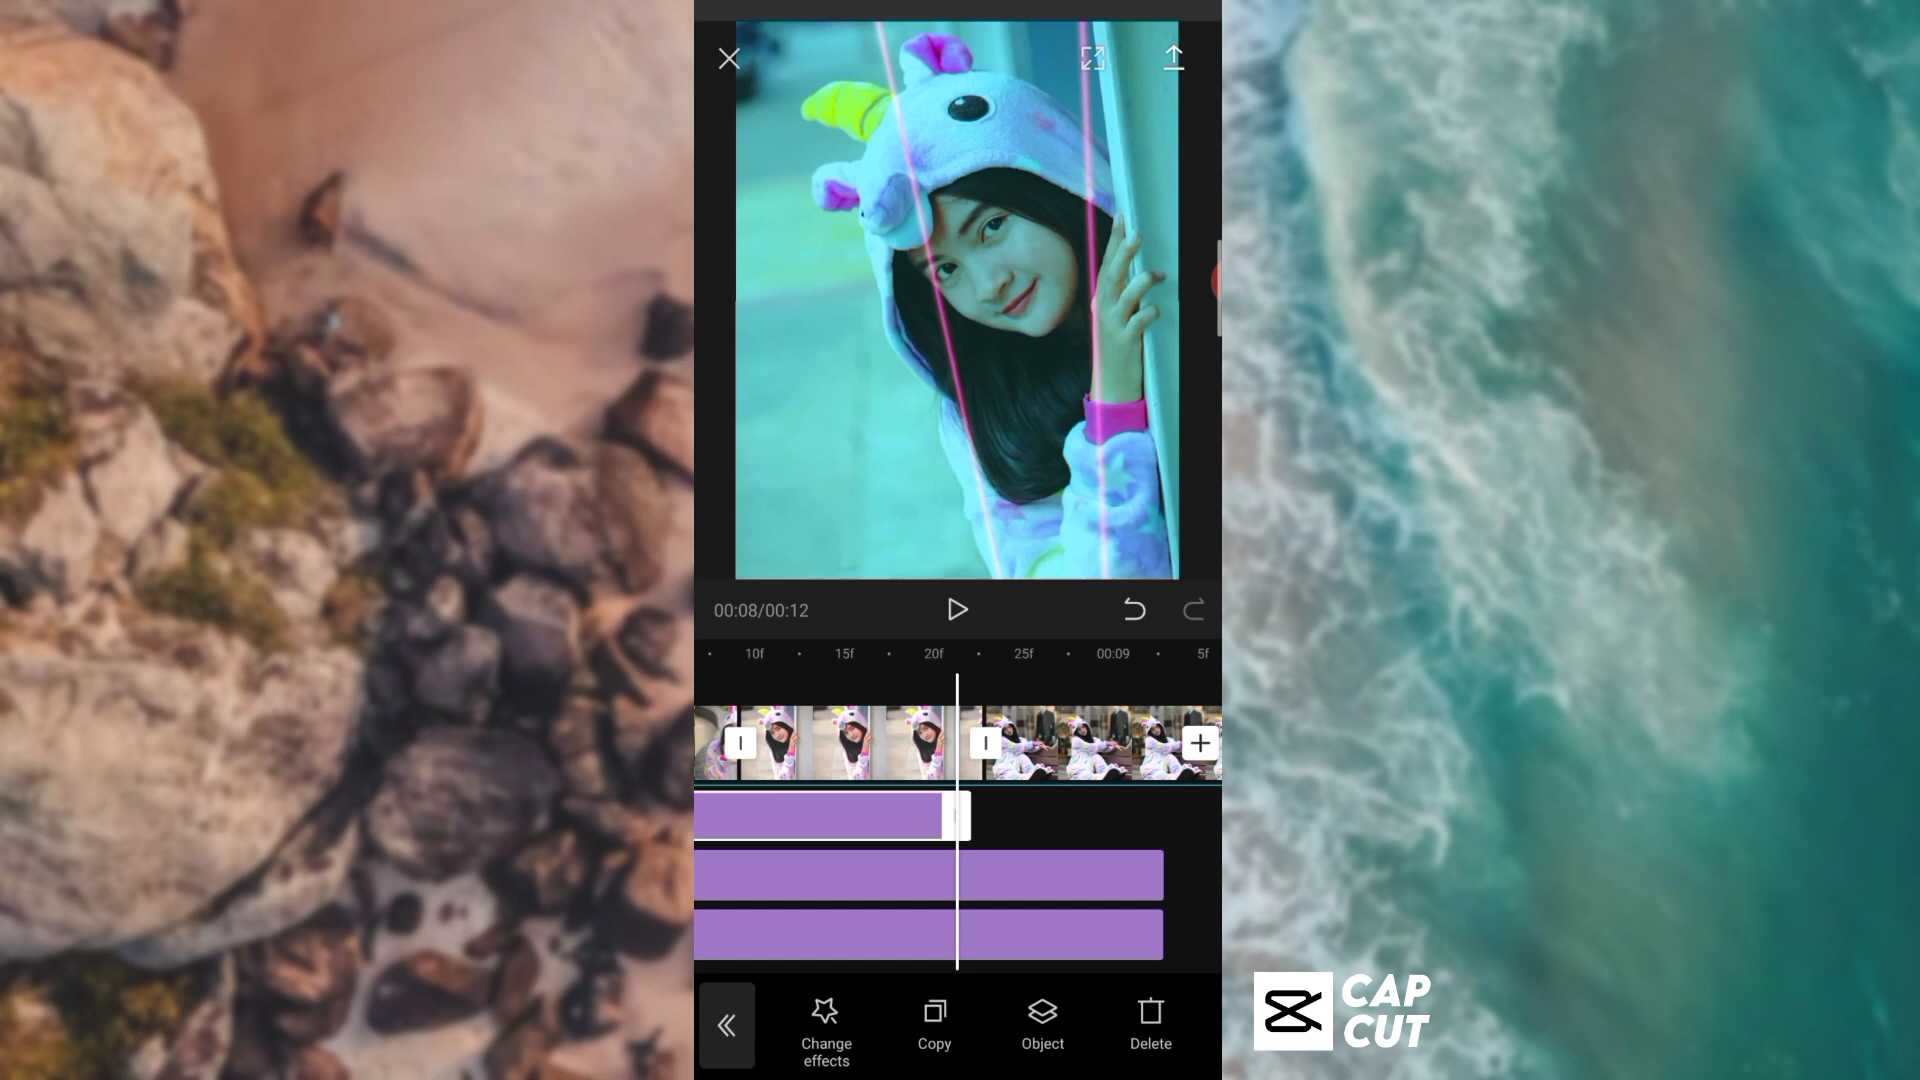 00:08/00:12
10f 15f 20f 25f 00:09 5f
Change
effects
Copy
Object
Delete
CAP
CUT